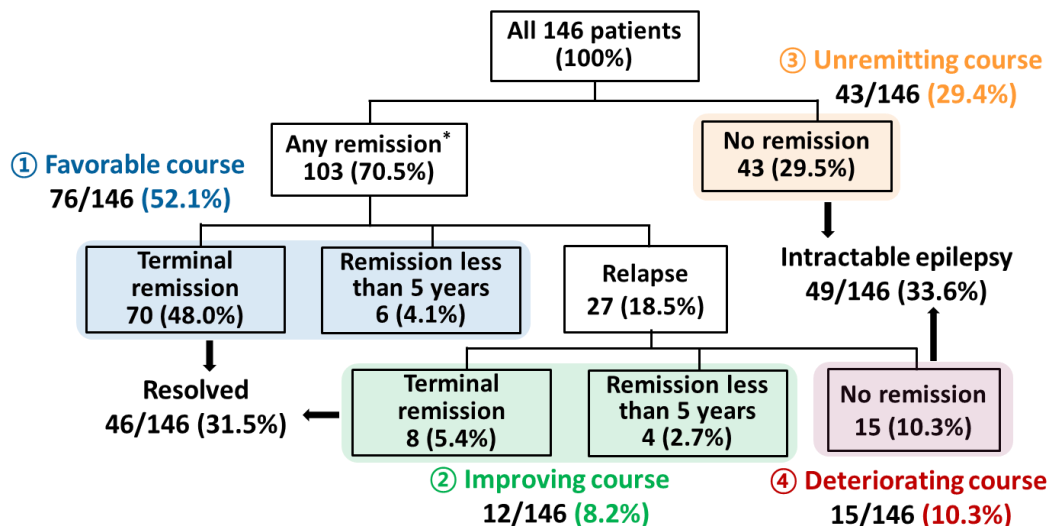 All 146 patients
(100%)
③ Unremitting course
43/146 (29.4%)
Any remission*
103 (70.5%)
No remission
43 (29.5%)
① Favorable course
76/146 (52.1%)
Terminal
remission
70 (48.0%)
Remission less
than 5 years
6 (4.1%)
Relapse
27 (18.5%)
Intractable epilepsy
49/146 (33.6%)
Resolved
46/146 (31.5%)
Terminal
remission
8 (5.4%)
Remission less
than 5 years
4 (2.7%)
No remission
15 (10.3%)
② Improving course
12/146 (8.2%)
④ Deteriorating course
15/146 (10.3%)